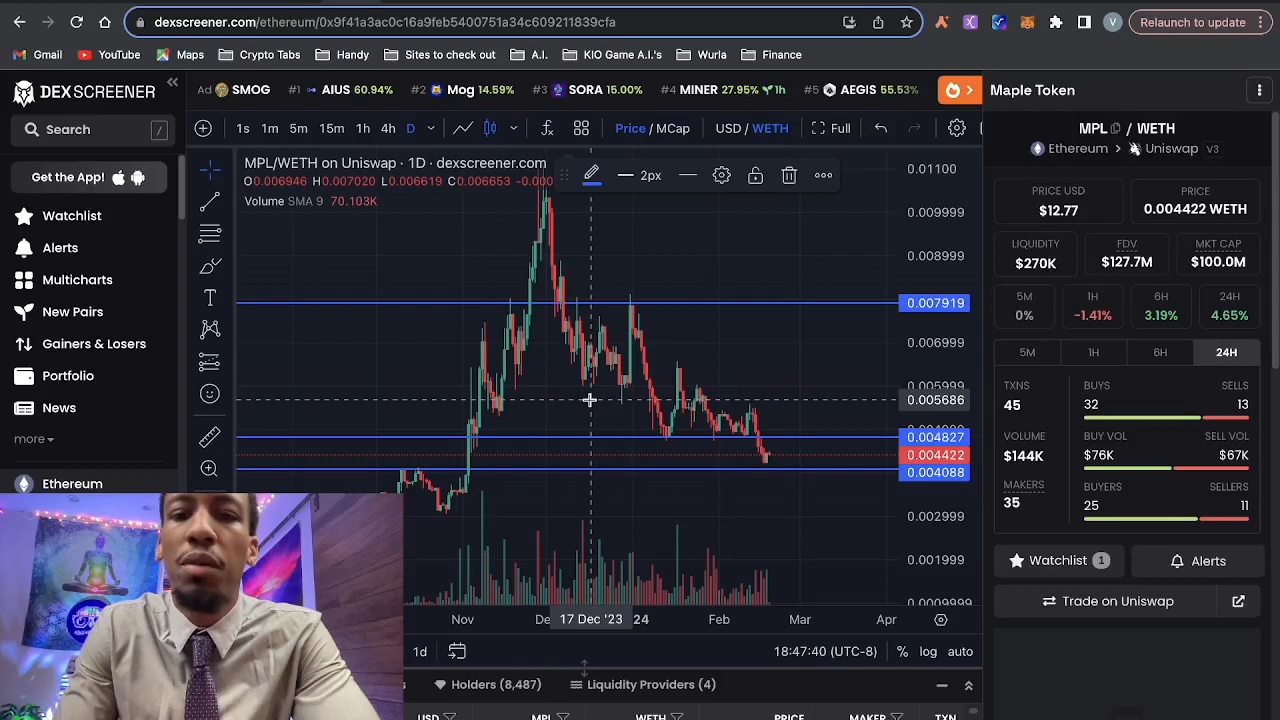 dexscreener.com/ethereum/0x9f41a3ac0c16a9feb5400751a34c609211839cfa
V
Relaunch to update
Gmail YouTube Maps Crypto Tabs Handy Sites to check out A.I. KIO Game A.I.'s Wurla Finance
DEXSCREENER
Ad SMOG #1 AIUS 60.94% #2 Mog 14.59% #3 SORA 15.00% #4 MINER 27.95% 1h #5 AEGIS 55.53%
Maple Token
Search /
1s 1m 5m 15m 1h 4h D Price / MCap USD / WETH Full
MPL / WETH
Ethereum > Uniswap V3
Get the App!
Watchlist
Alerts
Multicharts
New Pairs
Gainers & Losers
Portfolio
News
more
Ethereum
MPL/WETH on Uniswap · 1D · dexscreener.com
O0.006946 H0.007020 L0.006619 C0.006653 -0.000
Volume SMA 9 70.103K
2px
0.01100
0.009999
0.008999
0.007919
0.006999
0.005999
0.005686
0.004827
0.004422
0.004088
0.002999
0.001999
0.0009999
Nov De 17 Dec '23 24 Feb Mar Apr
1d 18:47:40 (UTC-8) % log auto
Holders (8,487) Liquidity Providers (4)
USD MPL WETH PRICE MAKER TXN
PRICE USD
$12.77
PRICE
0.004422 WETH
LIQUIDITY
$270K
FDV
$127.7M
MKT CAP
$100.0M
5M
0%
1H
-1.41%
6H
3.19%
24H
4.65%
5M 1H 6H 24H
TXNS
45
BUYS SELLS
32 13
VOLUME
$144K
BUY VOL SELL VOL
$76K $67K
MAKERS
35
BUYERS SELLERS
25 11
Watchlist 1
Alerts
Trade on Uniswap